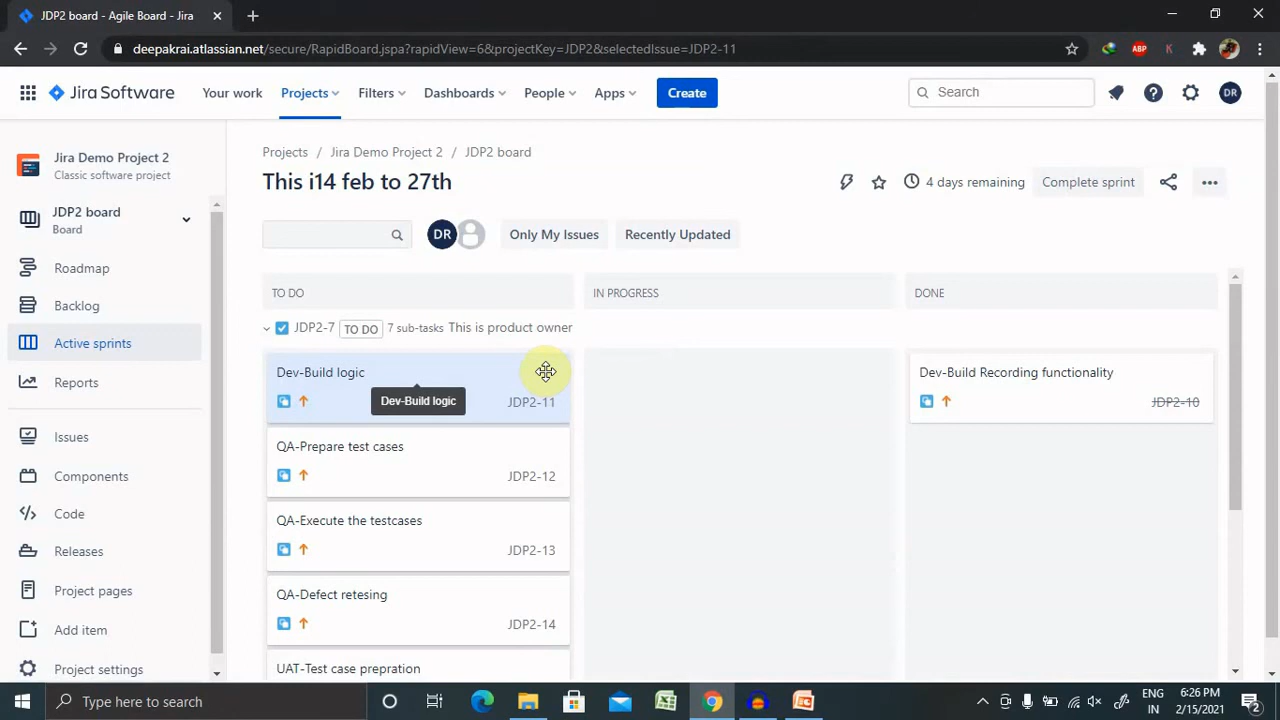 JDP2 board - Agile Board - Jira
deepakrai.atlassian.net/secure/RapidBoard.jspa?rapidView=6&projectKey=JDP2&selectedIssue=JDP2-11
ABP
K
Jira Software
Your work
Projects
Filters
Dashboards
People
Apps
Create
Search
DR
Jira Demo Project 2
Classic software project
JDP2 board
Board
Roadmap
Backlog
Active sprints
Reports
Issues
Components
Code
Releases
Project pages
Add item
Project settings
Projects / Jira Demo Project 2 / JDP2 board
This i14 feb to 27th
4 days remaining
Complete sprint
DR
Only My Issues
Recently Updated
TO DO
IN PROGRESS
DONE
JDP2-7 TO DO 7 sub-tasks This is product owner
Dev-Build logic
Dev-Build logic
JDP2-11
QA-Prepare test cases
JDP2-12
QA-Execute the testcases
JDP2-13
QA-Defect retesing
JDP2-14
UAT-Test case prepration
Dev-Build Recording functionality
JDP2-10
Type here to search
ENG
IN
6:26 PM
2/15/2021
2